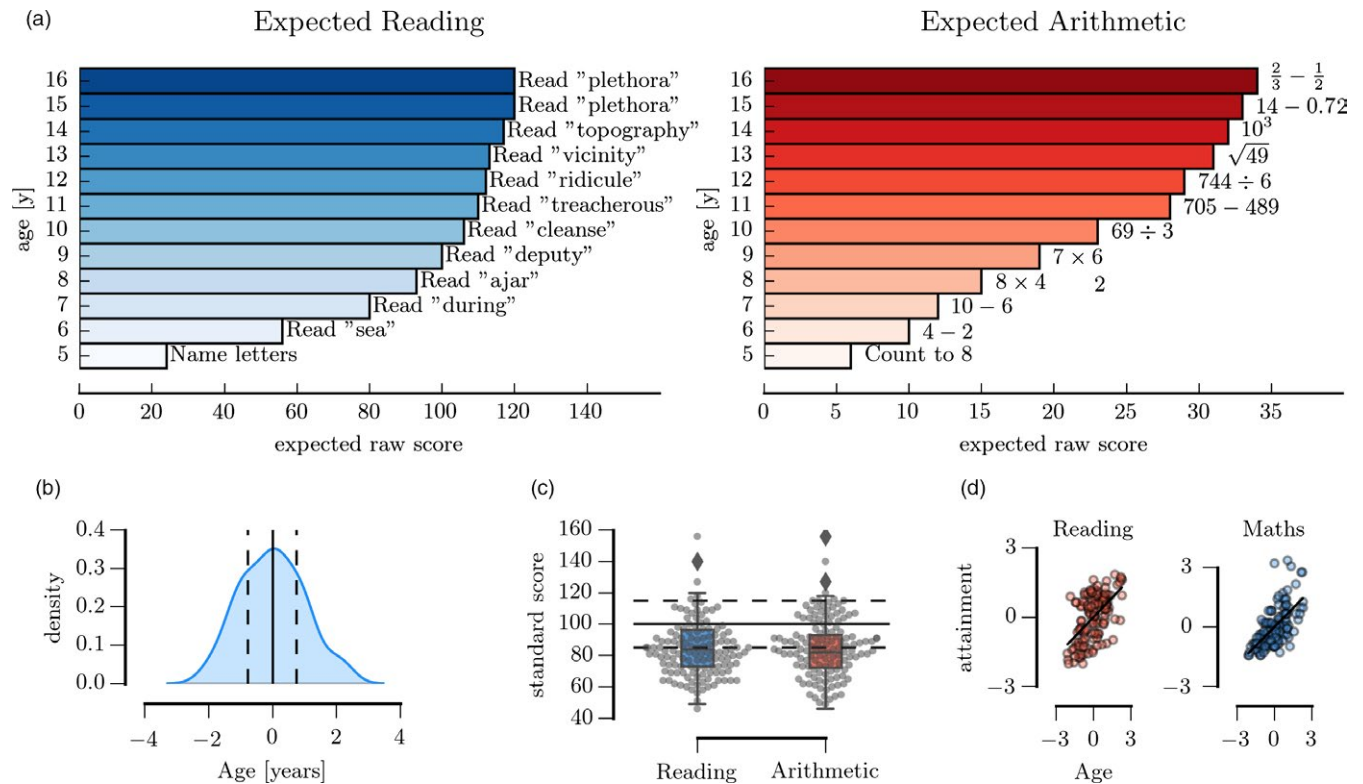 (a)
Expected Reading
16
Read "plethora"
15
Read "plethora"
14
Read "topography"
13
Read "vicinity"
12
Read "ridicule"
11
Read "treacherous"
10
Read "cleanse"
9
Read "deputy"
8
Read "ajar"
7
Read "during"
6
Read "sea"
5
Name letters
age [y]
0 20 40 60 80 100 120 140
expected raw score
Expected Arithmetic
16
2/3 − 1/2
15
14 − 0.72
14
10³
13
√49
12
744 ÷ 6
11
705 − 489
10
69 ÷ 3
9
7 × 6
8
8 × 4 2
7
10 − 6
6
4 − 2
5
Count to 8
age [y]
0 5 10 15 20 25 30 35
expected raw score
(b)
0.4
0.3
0.2
0.1
0.0
density
−4 −2 0 2 4
Age [years]
(c)
160
140
120
100
80
60
40
standard score
Reading Arithmetic
(d)
Reading
3
0
−3
attainment
−3 0 3
Age
Maths
3
0
−3
−3 0 3